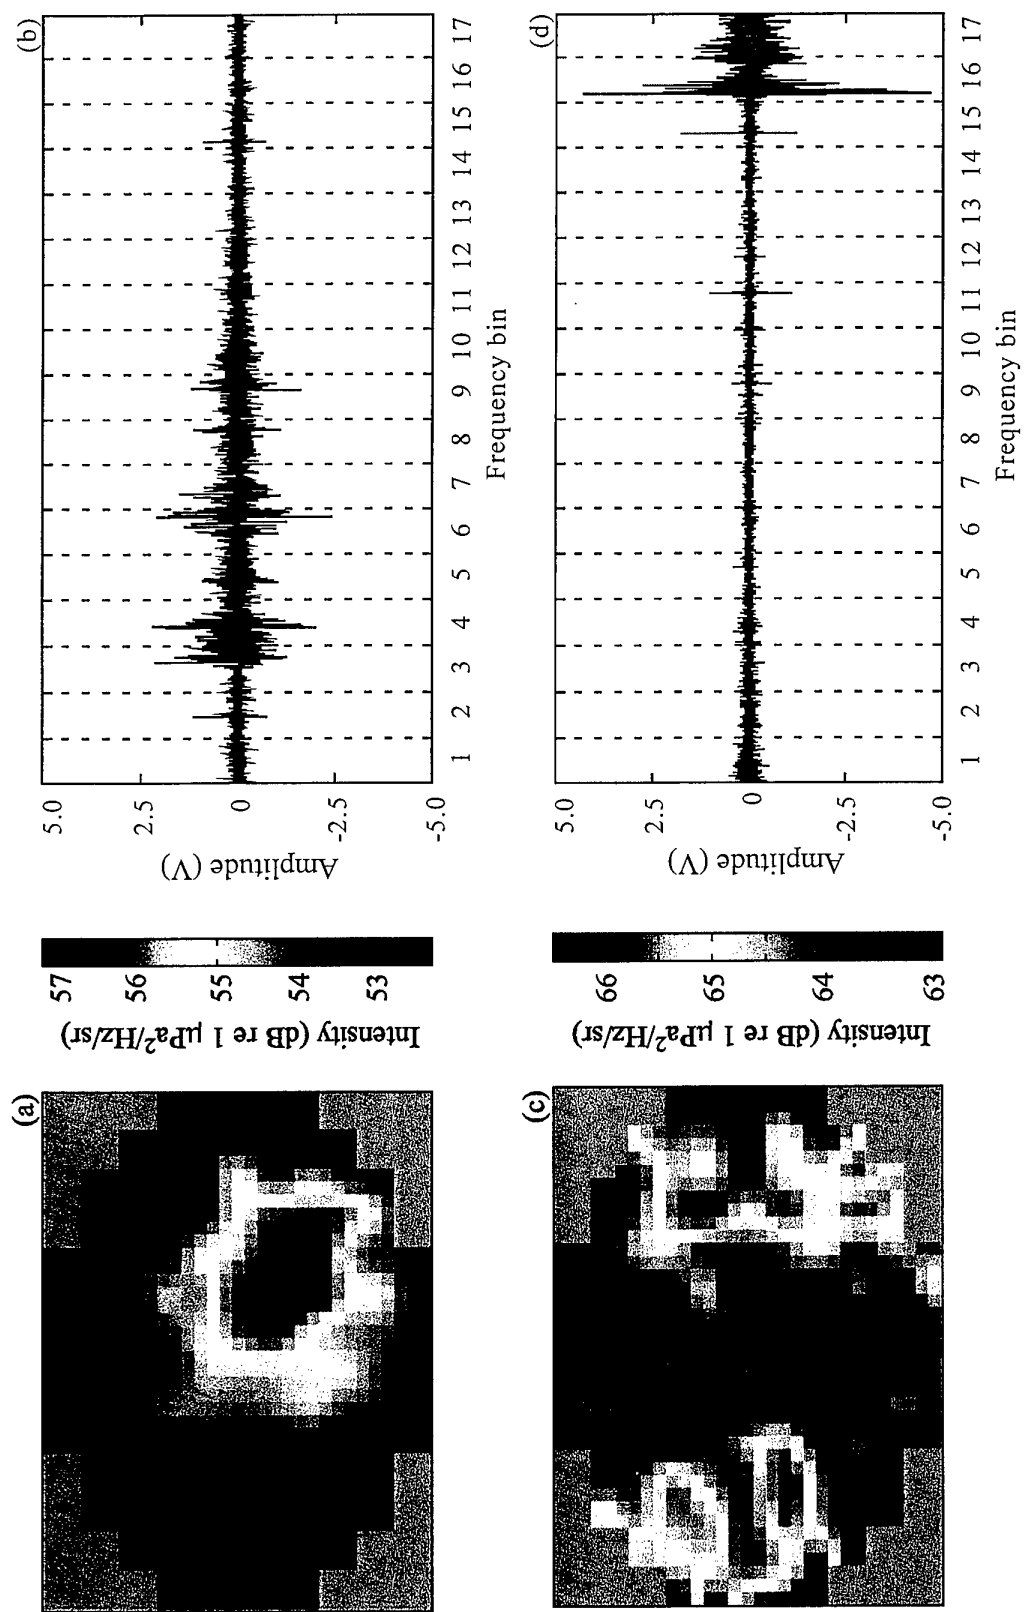 (a)
Intensity (dB re 1 μPa²/Hz/sr)
57
56
55
54
53
(b)
Amplitude (V)
5.0
2.5
0
-2.5
-5.0
1 2 3 4 5 6 7 8 9 10 11 12 13 14 15 16 17
Frequency bin
(c)
Intensity (dB re 1 μPa²/Hz/sr)
66
65
64
63
(d)
Amplitude (V)
5.0
2.5
0
-2.5
-5.0
1 2 3 4 5 6 7 8 9 10 11 12 13 14 15 16 17
Frequency bin